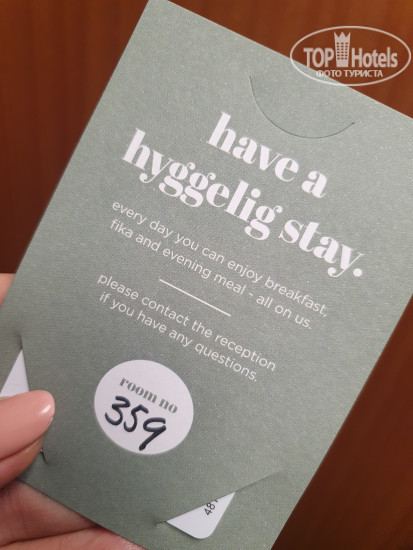 TOP Hotels
ФОТО ТУРИСТА
have a
hyggelig stay.
every day you can enjoy breakfast,
fika and evening meal - all on us.
please contact the reception
if you have any questions.
room no
359